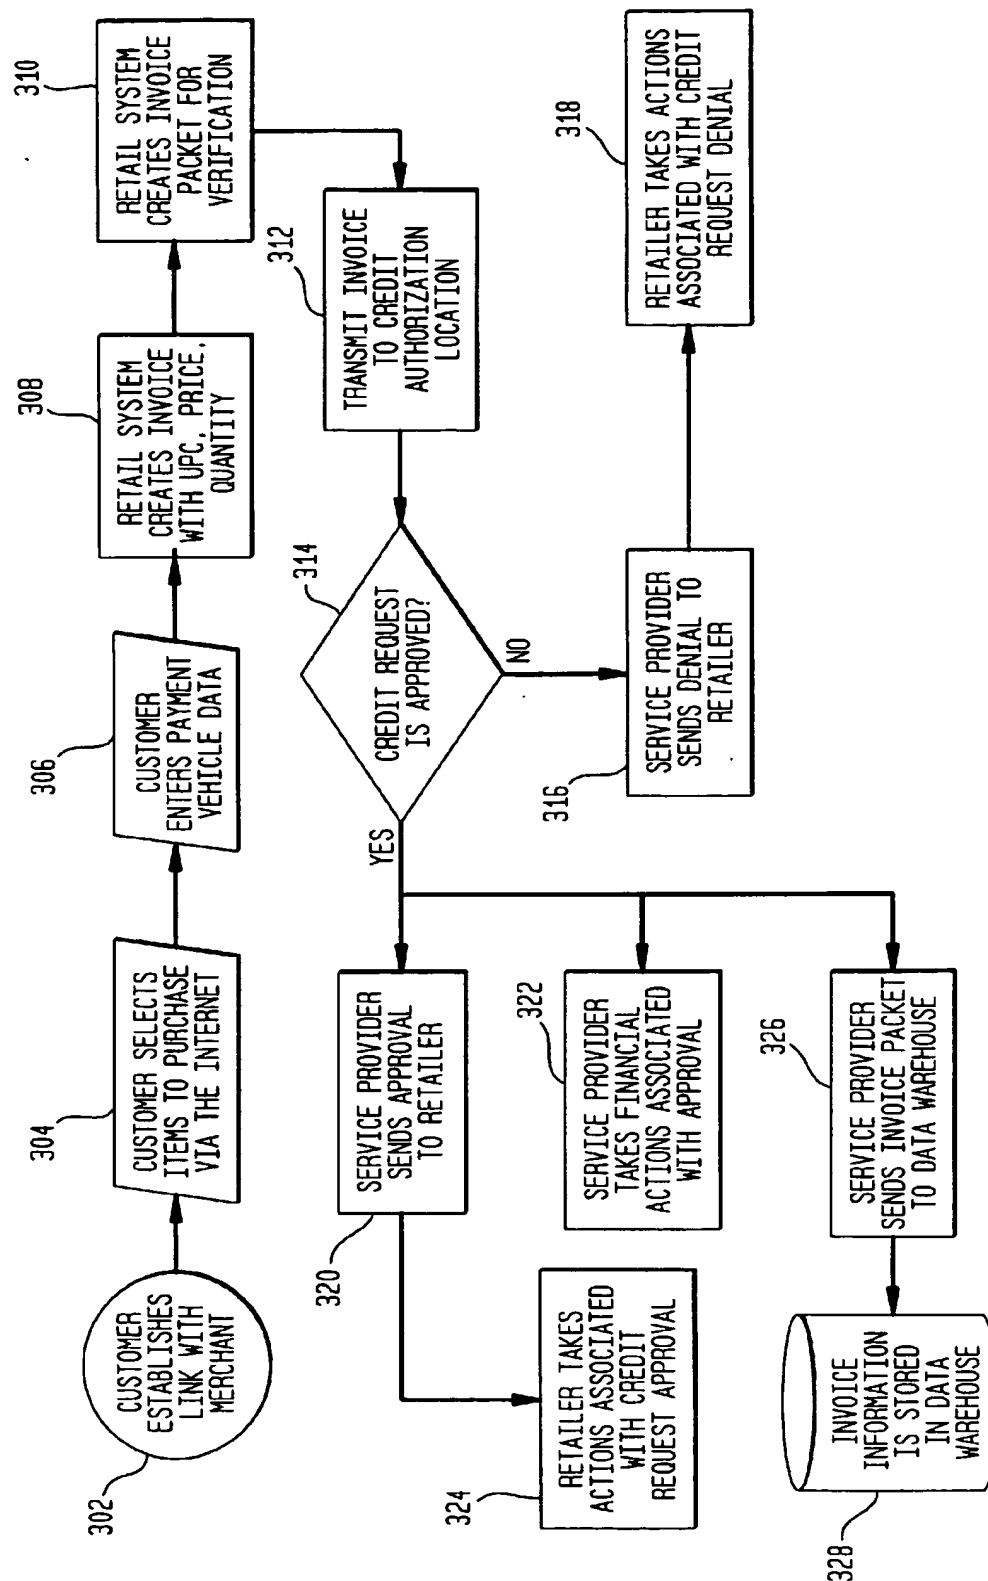 302
CUSTOMER
ESTABLISHES
LINK WITH
MERCHANT
304
CUSTOMER SELECTS
ITEMS TO PURCHASE
VIA THE INTERNET
306
CUSTOMER
ENTERS PAYMENT
VEHICLE DATA
308
RETAIL SYSTEM
CREATES INVOICE
WITH UPC, PRICE,
QUANTITY
310
RETAIL SYSTEM
CREATES INVOICE
PACKET FOR
VERIFICATION
312
TRANSMIT INVOICE
TO CREDIT
AUTHORIZATION
LOCATION
314
CREDIT REQUEST
IS APPROVED?
NO
316
SERVICE PROVIDER
SENDS DENIAL TO
RETAILER
318
RETAILER TAKES ACTIONS
ASSOCIATED WITH CREDIT
REQUEST DENIAL
YES
320
SERVICE PROVIDER
SENDS APPROVAL
TO RETAILER
322
SERVICE PROVIDER
TAKES FINANCIAL
ACTIONS ASSOCIATED
WITH APPROVAL
324
RETAILER TAKES
ACTIONS ASSOCIATED
WITH CREDIT
REQUEST APPROVAL
326
SERVICE PROVIDER
SENDS INVOICE PACKET
TO DATA WAREHOUSE
328
INVOICE
INFORMATION
IS STORED
IN DATA
WAREHOUSE